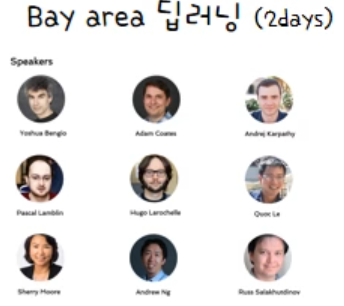 Bay area 딥러닝 (2days)
Speakers
Yoshua Bengio Adam Coates Andrej Karpathy
Pascal Lamblin Hugo Larochelle Quoc Le
Sherry Moore Andrew Ng Russ Salakhutdinov